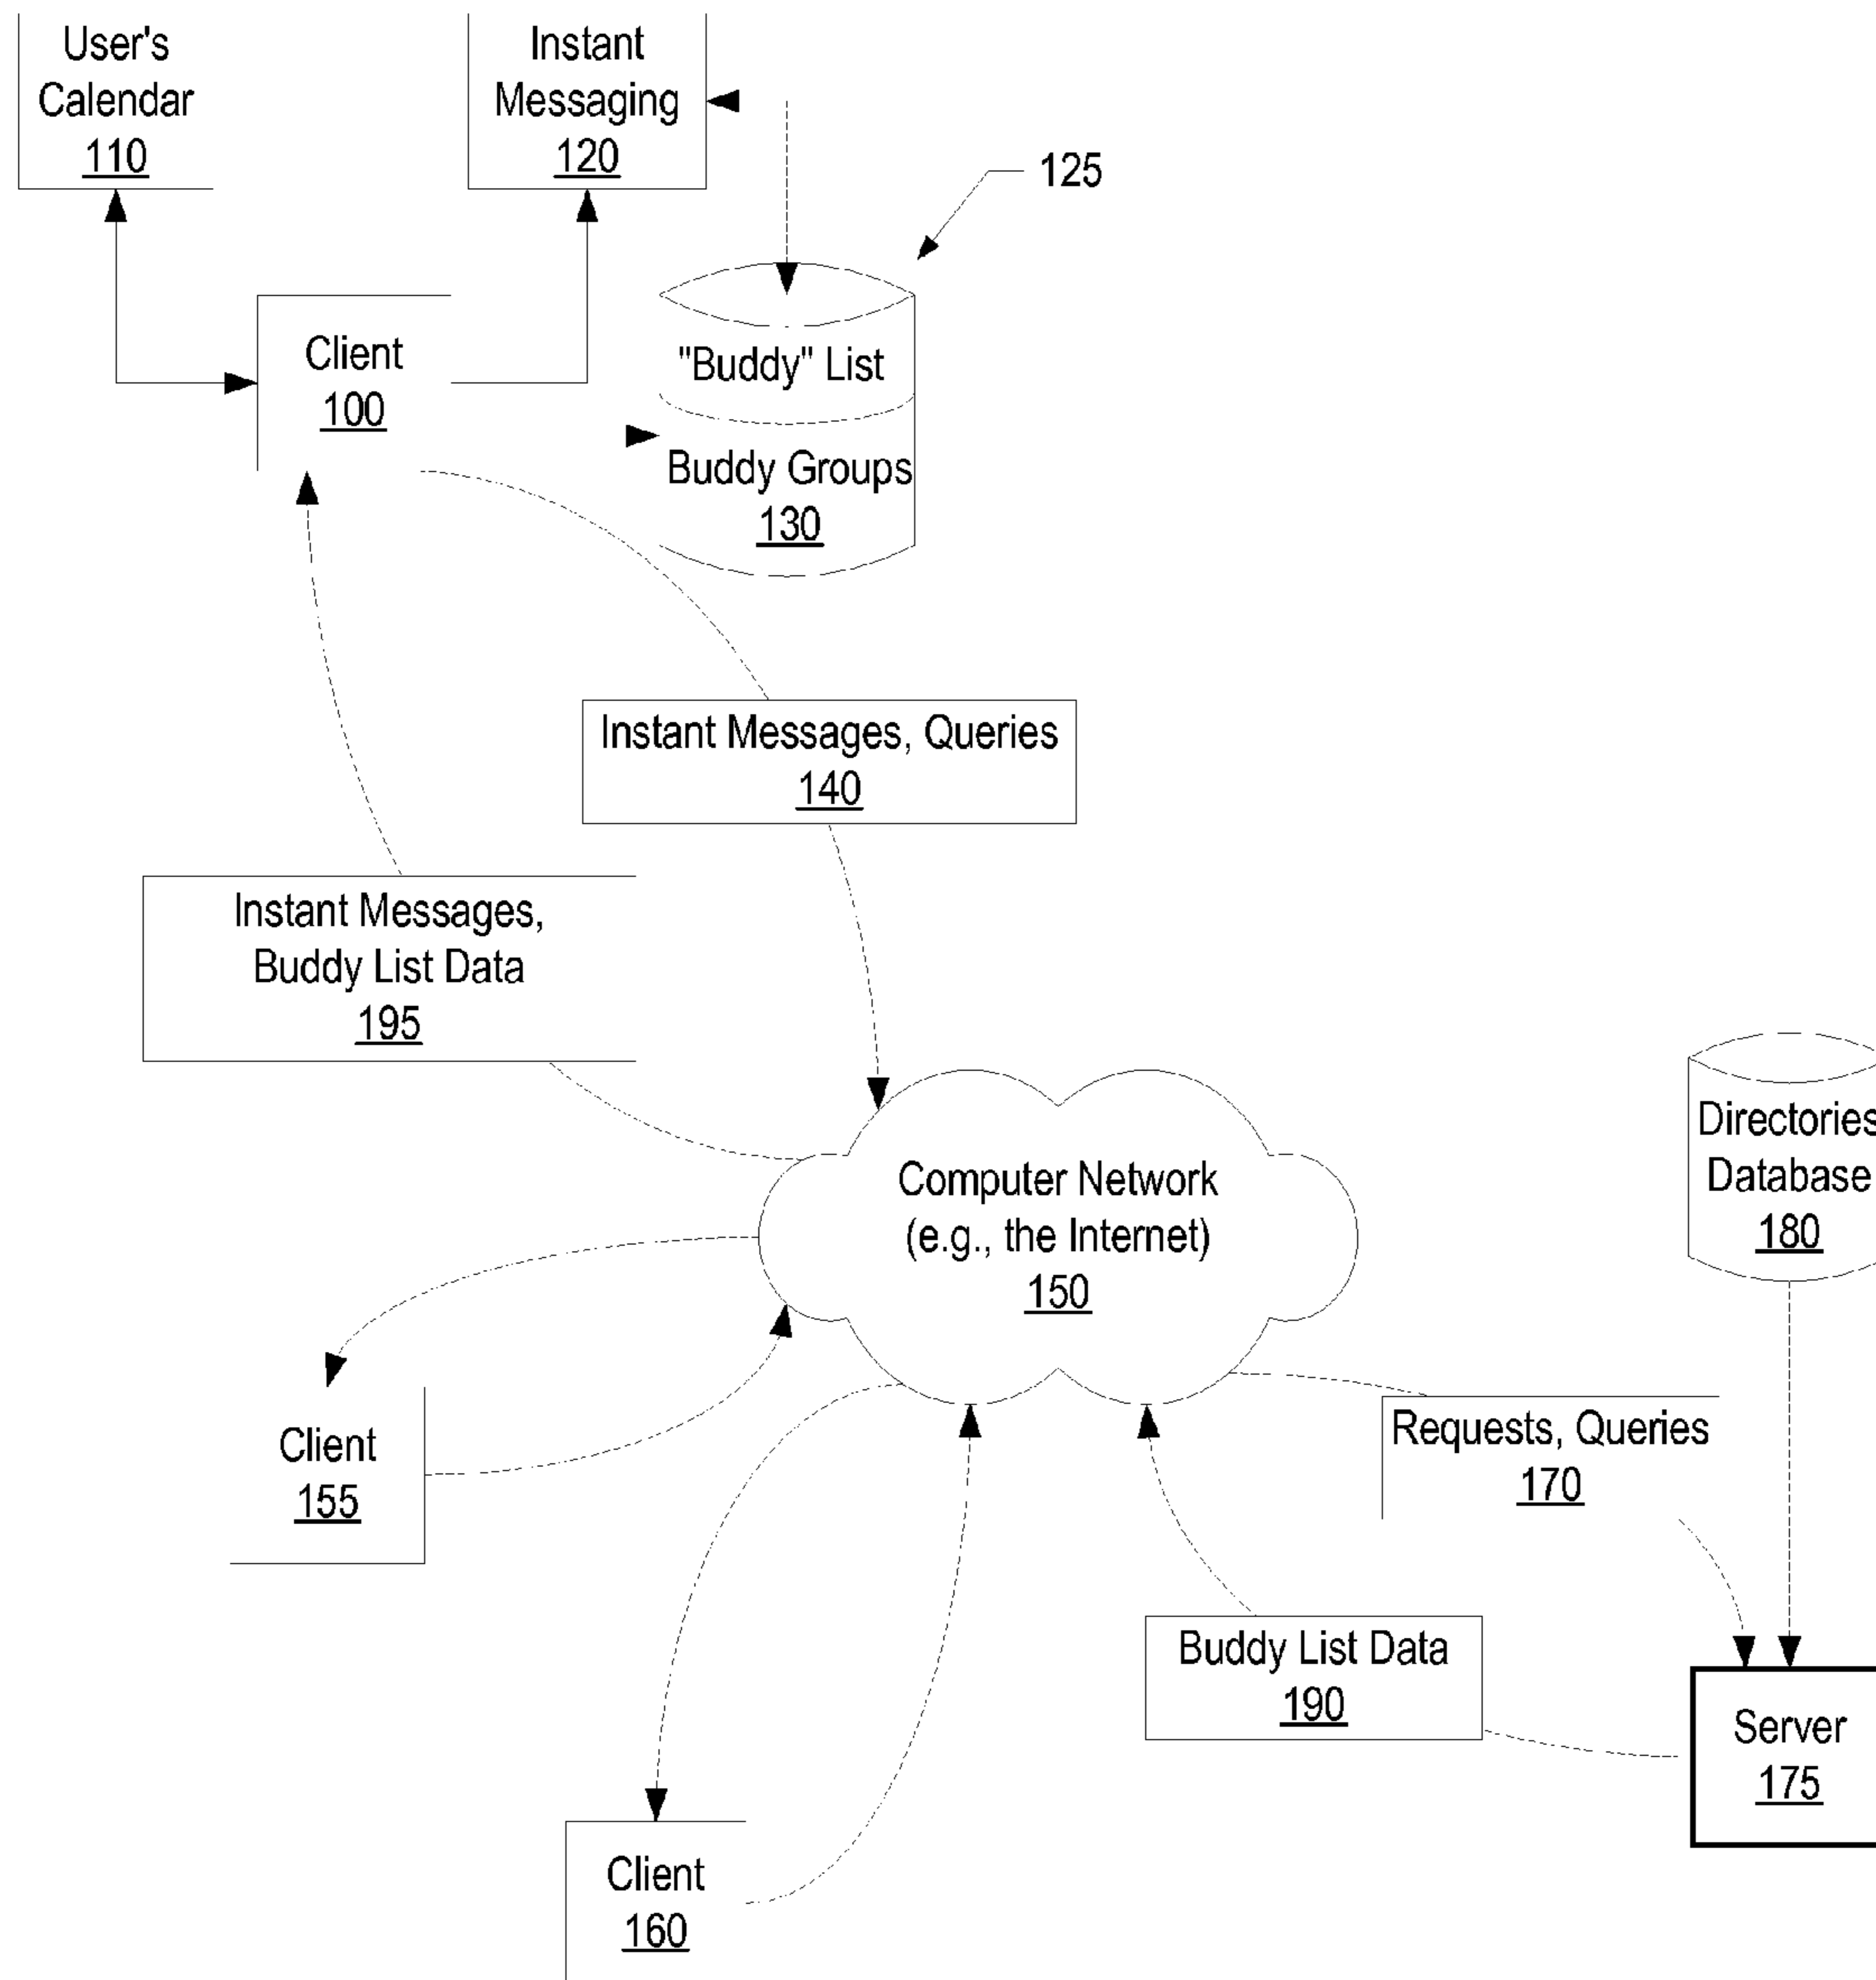 User's
Calendar
110
Instant
Messaging
120
125
Client
100
"Buddy" List
Buddy Groups
130
Instant Messages, Queries
140
Instant Messages,
Buddy List Data
195
Computer Network
(e.g., the Internet)
150
Directories
Database
180
Client
155
Requests, Queries
170
Buddy List Data
190
Server
175
Client
160